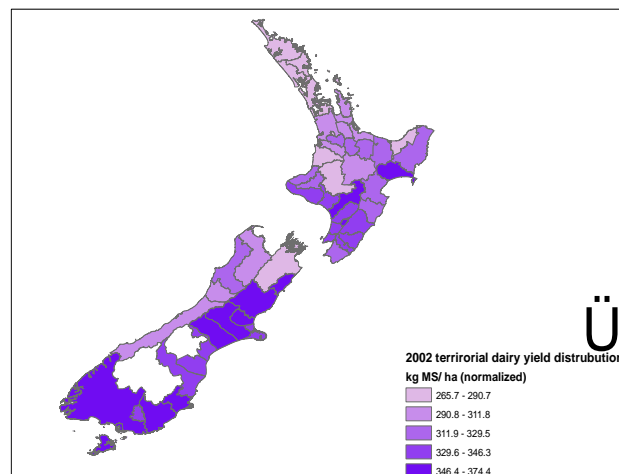 Ü
2002 terrirorial dairy yield distrubution
kg MS/ ha (normalized)
265.7 - 290.7
290.8 - 311.8
311.9 - 329.5
329.6 - 346.3
346.4 - 374.4